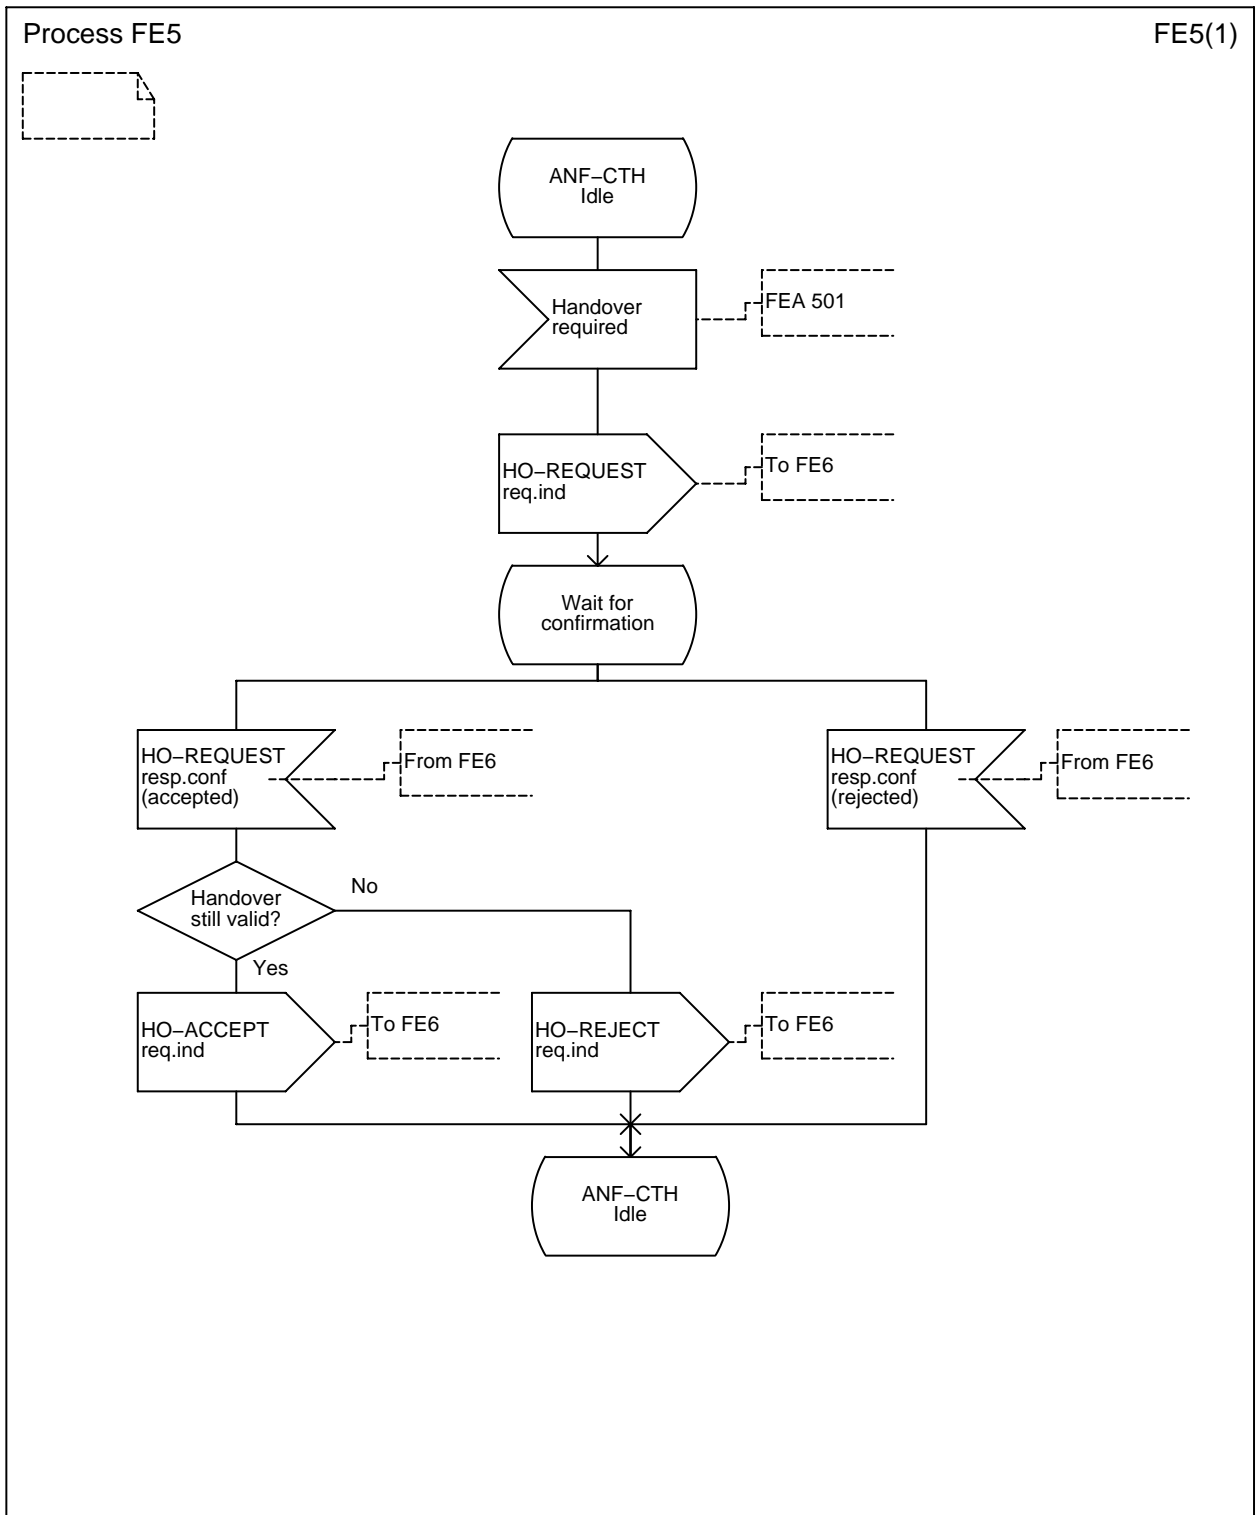 Process FE5
FE5(1)
ANF–CTH
Idle
Handover
required
FEA 501
HO–REQUEST
req.ind
To FE6
Wait for
confirmation
HO–REQUEST
resp.conf
(accepted)
From FE6
HO–REQUEST
resp.conf
(rejected)
From FE6
Handover
still valid?
No
Yes
HO–ACCEPT
req.ind
To FE6
HO–REJECT
req.ind
To FE6
ANF–CTH
Idle